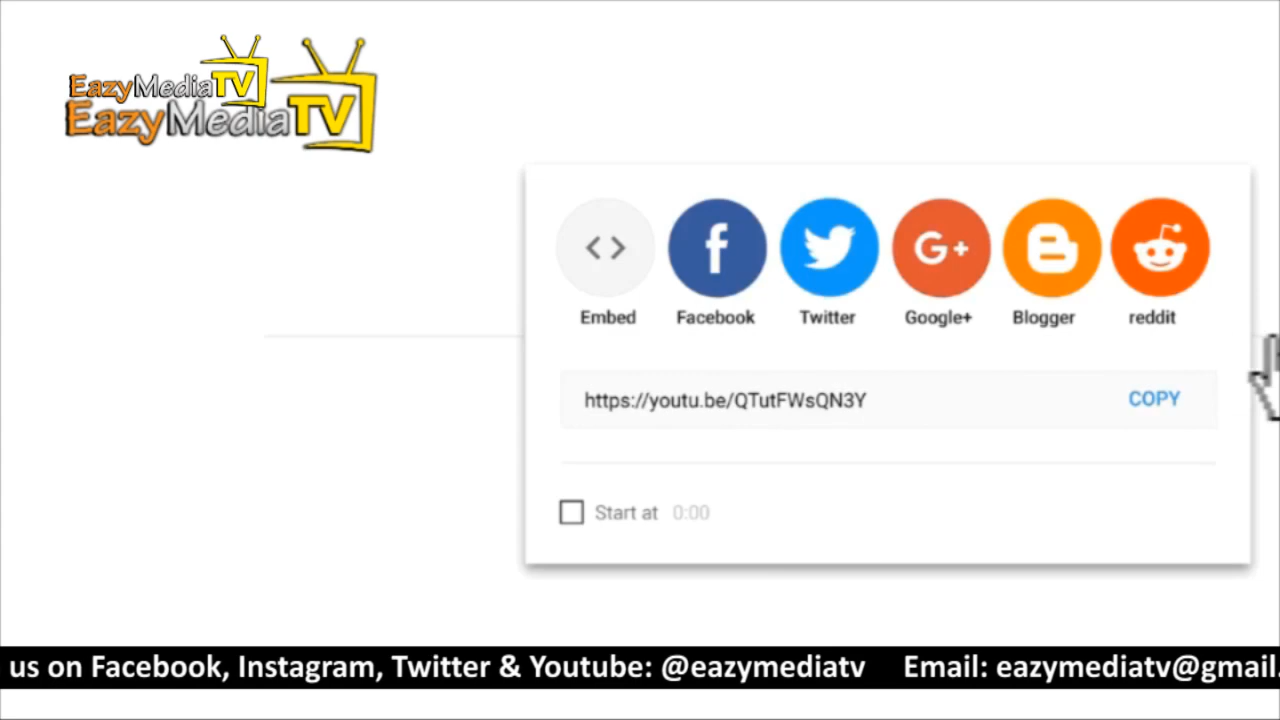 EazyMediaTV
EazyMediaTV
Embed Facebook Twitter Google+ Blogger reddit
https://youtu.be/QTutFWsQN3Y COPY
Start at 0:00
us on Facebook, Instagram, Twitter & Youtube: @eazymediatv Email: eazymediatv@gmail.